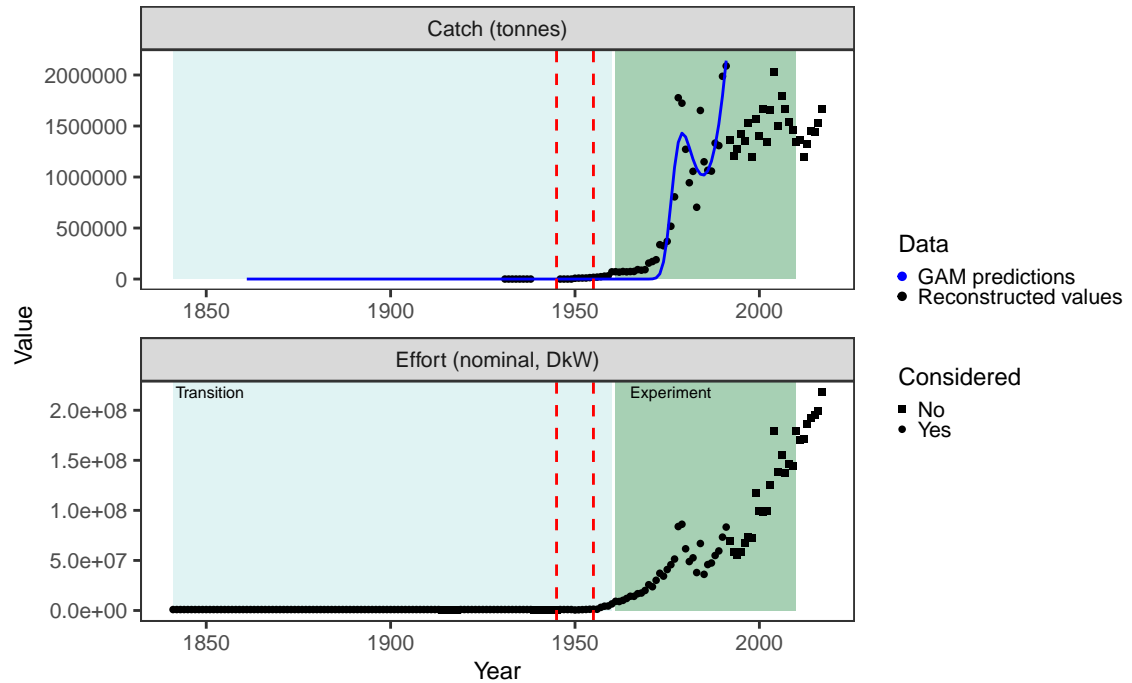 Catch (tonnes)
2000000
1500000
1000000
500000
0
1850 1900 1950 2000
Value
Effort (nominal, DkW)
Transition Experiment
2.0e+08
1.5e+08
1.0e+08
5.0e+07
0.0e+00
1850 1900 1950 2000
Year
Data
GAM predictions
Reconstructed values
Considered
No
Yes